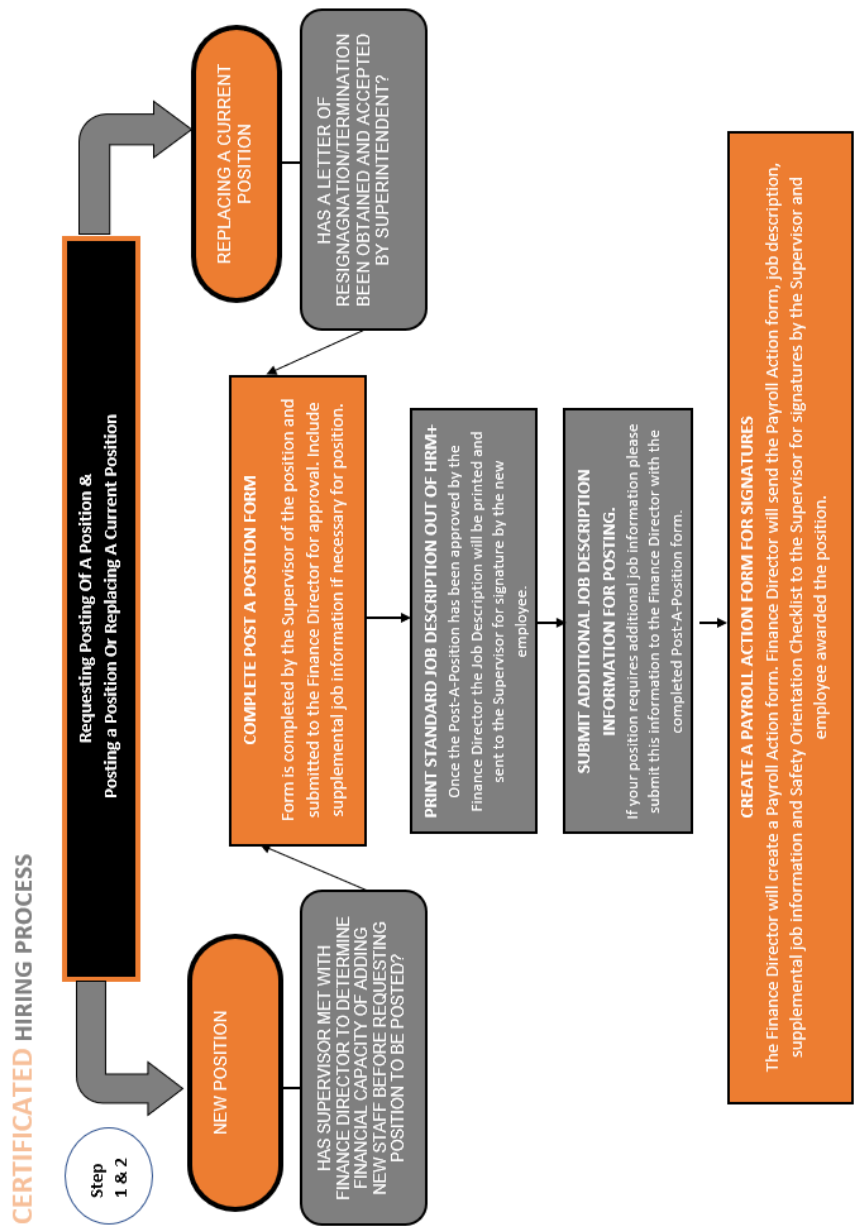 CERTIFICATED HIRING PROCESS
Step
1 & 2
Requesting Posting Of A Position &
Posting a Position Or Replacing A Current Position
NEW POSITION
HAS SUPERVISOR MET WITH
FINANCE DIRECTOR TO DETERMINE
FINANCIAL CAPACITY OF ADDING
NEW STAFF BEFORE REQUESTING
POSITION TO BE POSTED?
REPLACING A CURRENT
POSITION
HAS A LETTER OF
RESIGNAGNATION/TERMINATION
BEEN OBTAINED AND ACCEPTED
BY SUPERINTENDENT?
COMPLETE POST A POSTION FORM
Form is completed by the Supervisor of the position and
submitted to the Finance Director for approval. Include
supplemental job information if necessary for position.
PRINT STANDARD JOB DESCRIPTION OUT OF HRM+
Once the Post-A-Position has been approved by the
Finance Director the Job Description will be printed and
sent to the Supervisor for signature by the new
employee.
SUBMIT ADDITIONAL JOB DESCRIPTION
INFORMATION FOR POSTING.
If your position requires additional job information please
submit this information to the Finance Director with the
completed Post-A-Position form.
CREATE A PAYROLL ACTION FORM FOR SIGNATURES
The Finance Director will create a Payroll Action form. Finance Director will send the Payroll Action form, job description,
supplemental job information and Safety Orientation Checklist to the Supervisor for signatures by the Supervisor and
employee awarded the position.